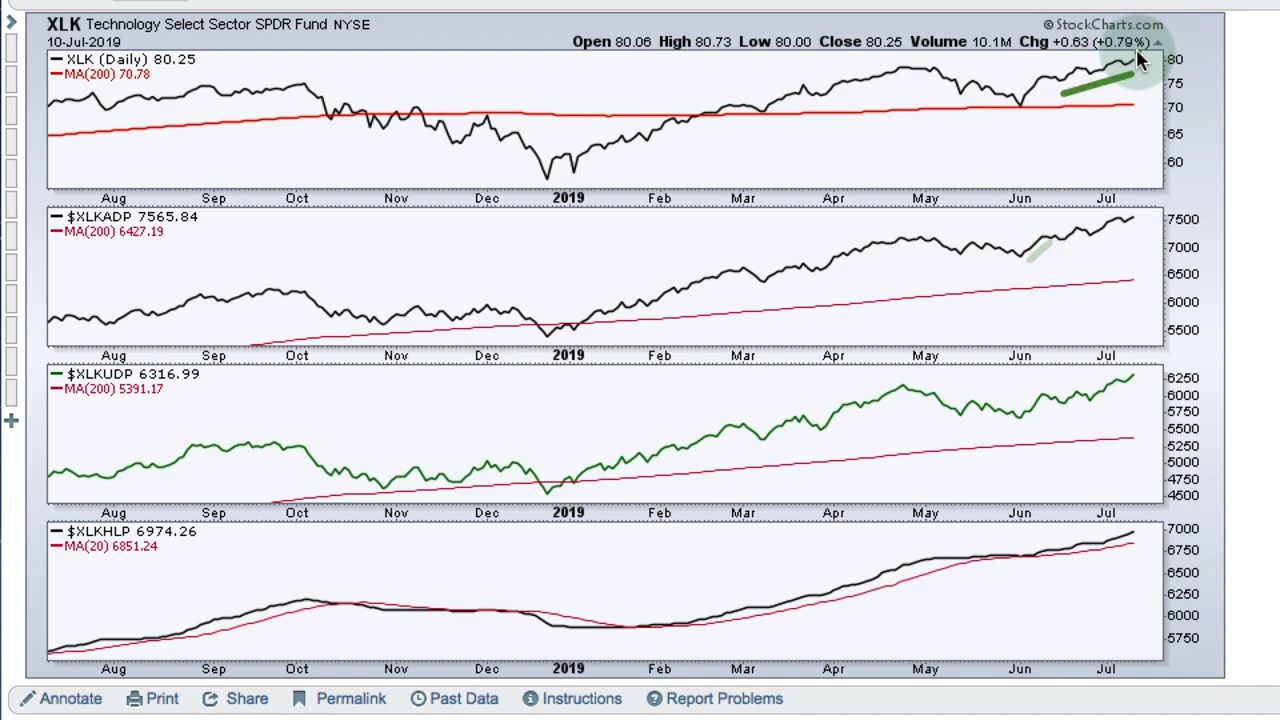 XLK Technology Select Sector SPDR Fund NYSE
© StockCharts.com
10-Jul-2019
Open 80.06 High 80.73 Low 80.00 Close 80.25 Volume 10.1M Chg +0.63 (+0.79%)
XLK (Daily) 80.25
MA(200) 70.78
80
75
70
65
60
Aug Sep Oct Nov Dec 2019 Feb Mar Apr May Jun Jul
$XLKADP 7565.84
MA(200) 6427.19
7500
7000
6500
6000
5500
Aug Sep Oct Nov Dec 2019 Feb Mar Apr May Jun Jul
$XLKUDP 6316.99
MA(200) 5391.17
6250
6000
5750
5500
5250
5000
4750
4500
Aug Sep Oct Nov Dec 2019 Feb Mar Apr May Jun Jul
$XLKHLP 6974.26
MA(20) 6851.24
7000
6750
6500
6250
6000
5750
Aug Sep Oct Nov Dec 2019 Feb Mar Apr May Jun Jul
Annotate Print Share Permalink Past Data Instructions Report Problems